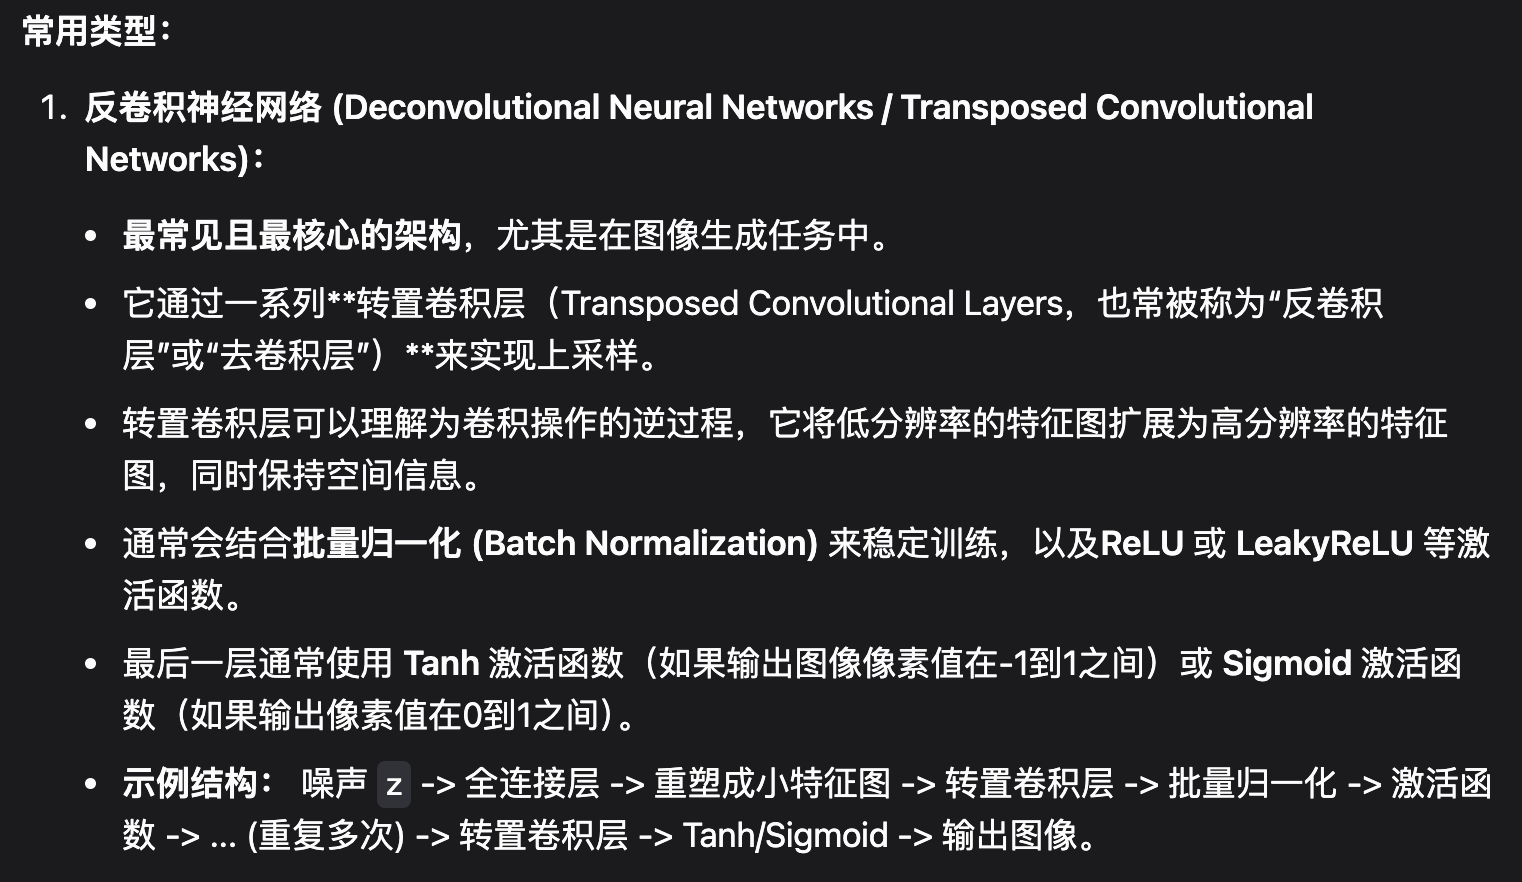 常用类型：
1. 反卷积神经网络 (Deconvolutional Neural Networks / Transposed Convolutional
Networks)：
• 最常见且最核心的架构，尤其是在图像生成任务中。
• 它通过一系列**转置卷积层（Transposed Convolutional Layers，也常被称为“反卷积
层”或“去卷积层”）**来实现上采样。
• 转置卷积层可以理解为卷积操作的逆过程，它将低分辨率的特征图扩展为高分辨率的特征
图，同时保持空间信息。
• 通常会结合批量归一化 (Batch Normalization) 来稳定训练，以及ReLU 或 LeakyReLU 等激
活函数。
• 最后一层通常使用 Tanh 激活函数（如果输出图像像素值在-1到1之间）或 Sigmoid 激活函
数（如果输出像素值在0到1之间）。
• 示例结构： 噪声 z -> 全连接层 -> 重塑成小特征图 -> 转置卷积层 -> 批量归一化 -> 激活函
数 -> ... (重复多次) -> 转置卷积层 -> Tanh/Sigmoid -> 输出图像。